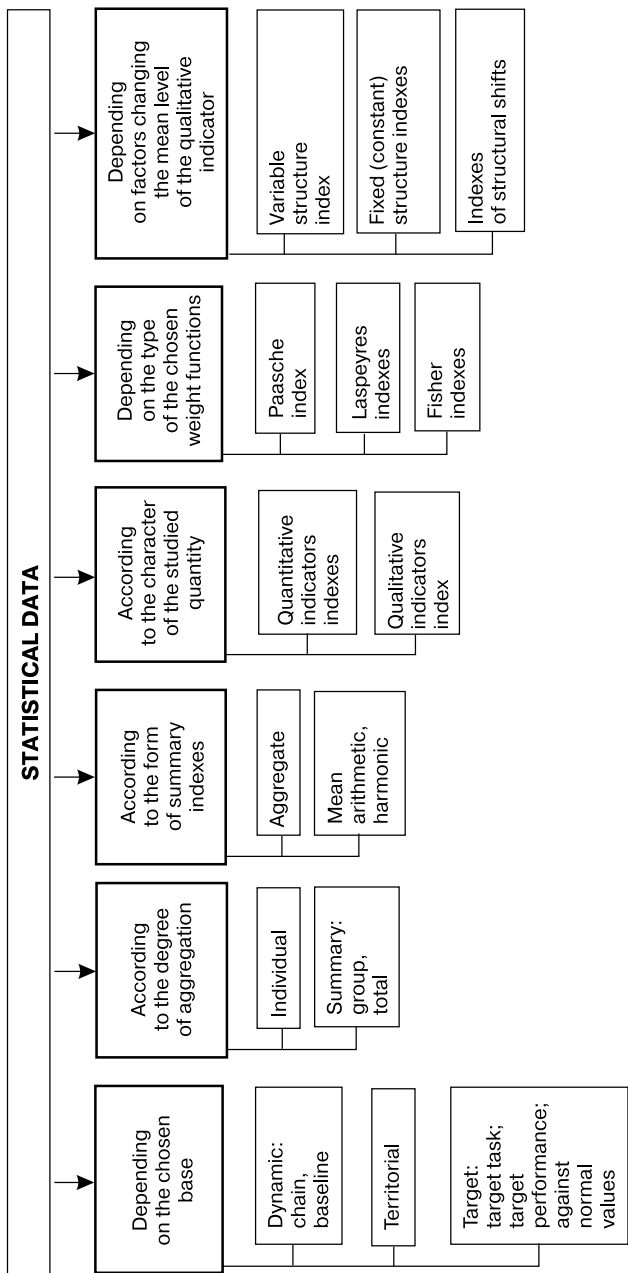 STATISTICAL DATA
Depending
on the chosen
base
Dynamic:
chain,
baseline
Territorial
Target:
target task;
target
performance;
against
normal
values
According
to the degree
of aggregation
Individual
Summary:
group,
total
According
to the form
of summary
indexes
Aggregate
Mean
arithmetic,
harmonic
According
to the character
of the studied
quantity
Quantitative
indicators
indexes
Qualitative
indicators
index
Depending
on the type
of the chosen
weight functions
Paasche
index
Laspeyres
indexes
Fisher
indexes
Depending
on factors changing
the mean level
of the qualitative
indicator
Variable
structure
index
Fixed (constant)
structure indexes
Indexes
of structural shifts